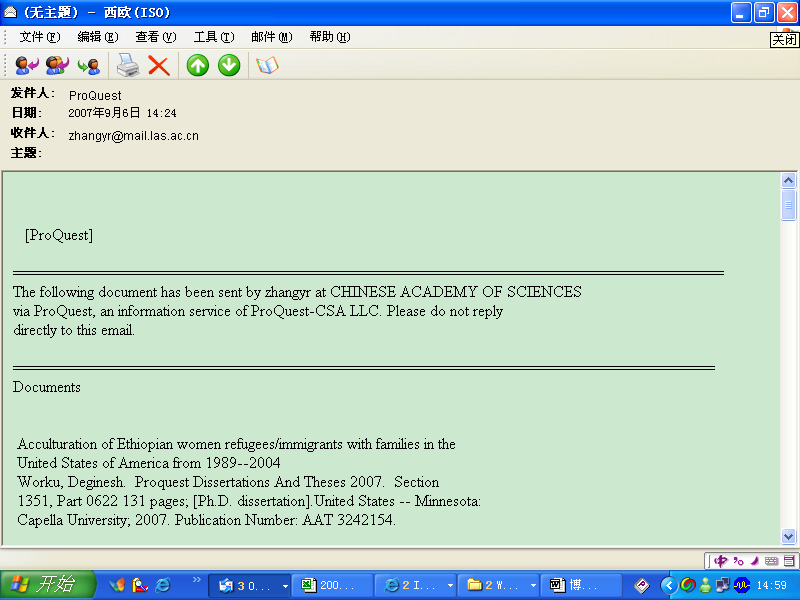 (无主题) - 西欧(ISO)
文件(F) 编辑(E) 查看(V) 工具(T) 邮件(M) 帮助(H)
关闭
发件人: ProQuest
日期: 2007年9月6日 14:24
收件人: zhangyr@mail.las.ac.cn
主题:
[ProQuest]
The following document has been sent by zhangyr at CHINESE ACADEMY OF SCIENCES
via ProQuest, an information service of ProQuest-CSA LLC. Please do not reply
directly to this email.
Documents
Acculturation of Ethiopian women refugees/immigrants with families in the
United States of America from 1989--2004
Worku, Deginesh. Proquest Dissertations And Theses 2007. Section
1351, Part 0622 131 pages; [Ph.D. dissertation].United States -- Minnesota:
Capella University; 2007. Publication Number: AAT 3242154.
中
开始 3 O... 200... 2 I... 2 W... 博... 14:59